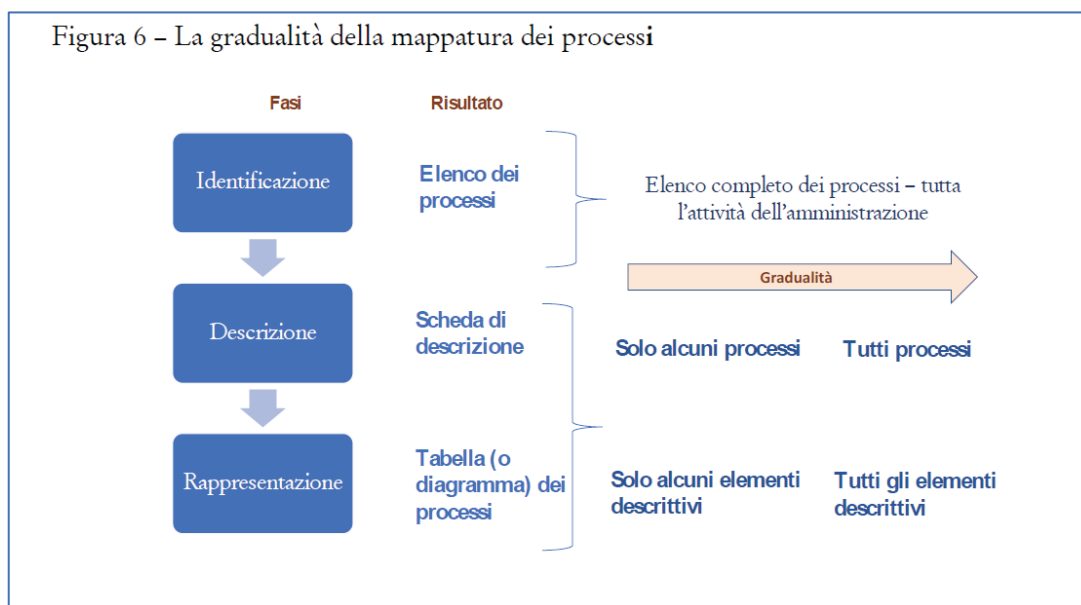 Figura 6 – La gradualità della mappatura dei processi
Fasi
Risultato
Identificazione
Elenco dei
processi
Elenco completo dei processi – tutta
l'attività dell'amministrazione
Gradualità
Descrizione
Scheda di
descrizione
Solo alcuni processi
Tutti processi
Rappresentazione
Tabella (o
diagramma) dei
processi
Solo alcuni elementi
descrittivi
Tutti gli elementi
descrittivi